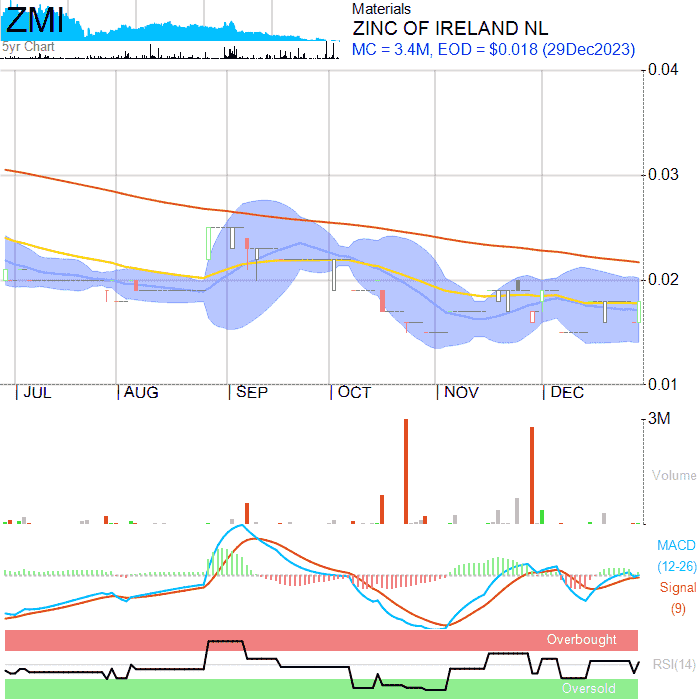 ZMI
5yr Chart
Materials
ZINC OF IRELAND NL
MC = 3.4M, EOD = $0.018 (29Dec2023)
0.04
0.03
0.02
0.01
JUL
AUG
SEP
OCT
NOV
DEC
3M
Volume
MACD
(12-26)
Signal
(9)
Overbought
RSI(14)
Oversold